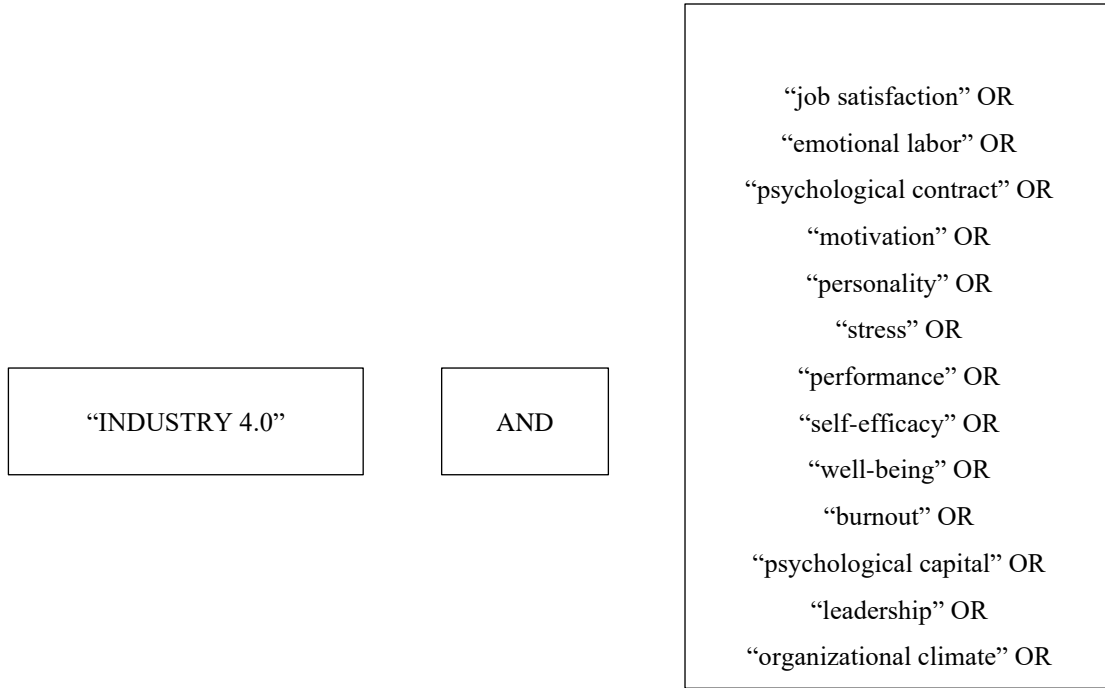 “INDUSTRY 4.0”
AND
“job satisfaction” OR
“emotional labor” OR
“psychological contract” OR
“motivation” OR
“personality” OR
“stress” OR
“performance” OR
“self-efficacy” OR
“well-being” OR
“burnout” OR
“psychological capital” OR
“leadership” OR
“organizational climate” OR